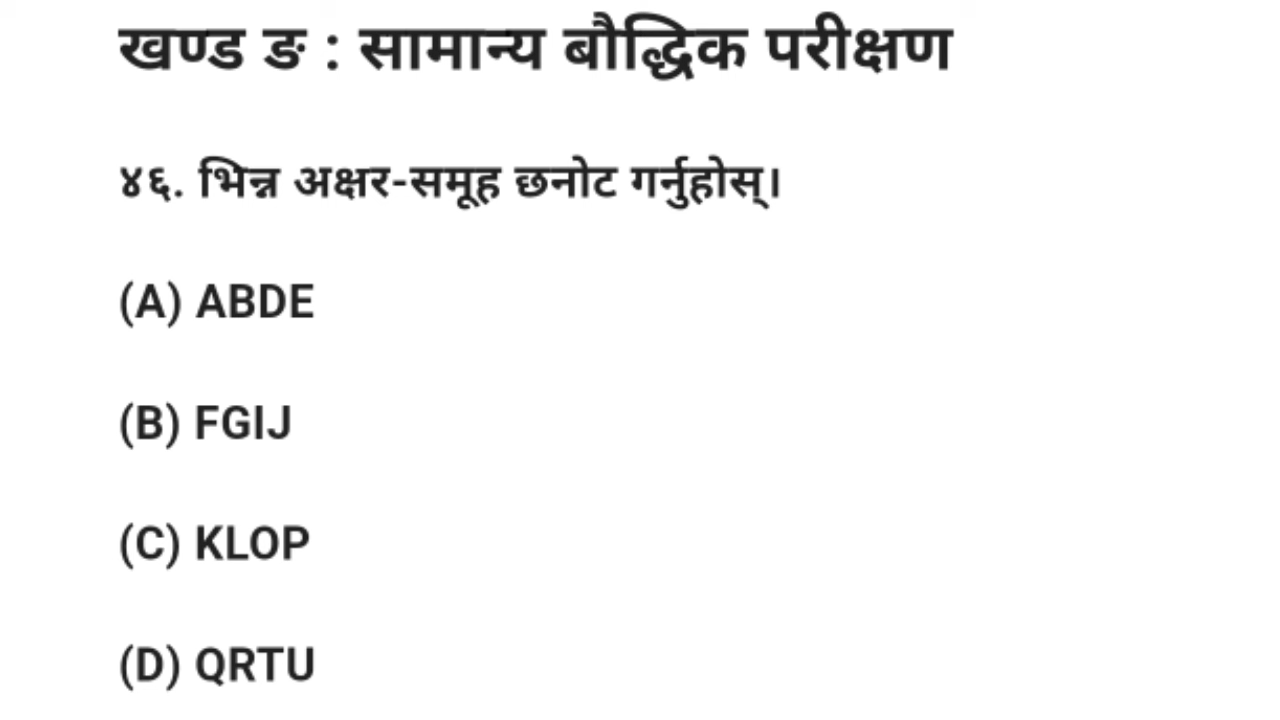 खण्ड ङ : सामान्य बौद्धिक परीक्षण
४६. भिन्न अक्षर-समूह छनोट गर्नुहोस्।
(A) ABDE
(B) FGIJ
(C) KLOP
(D) QRTU